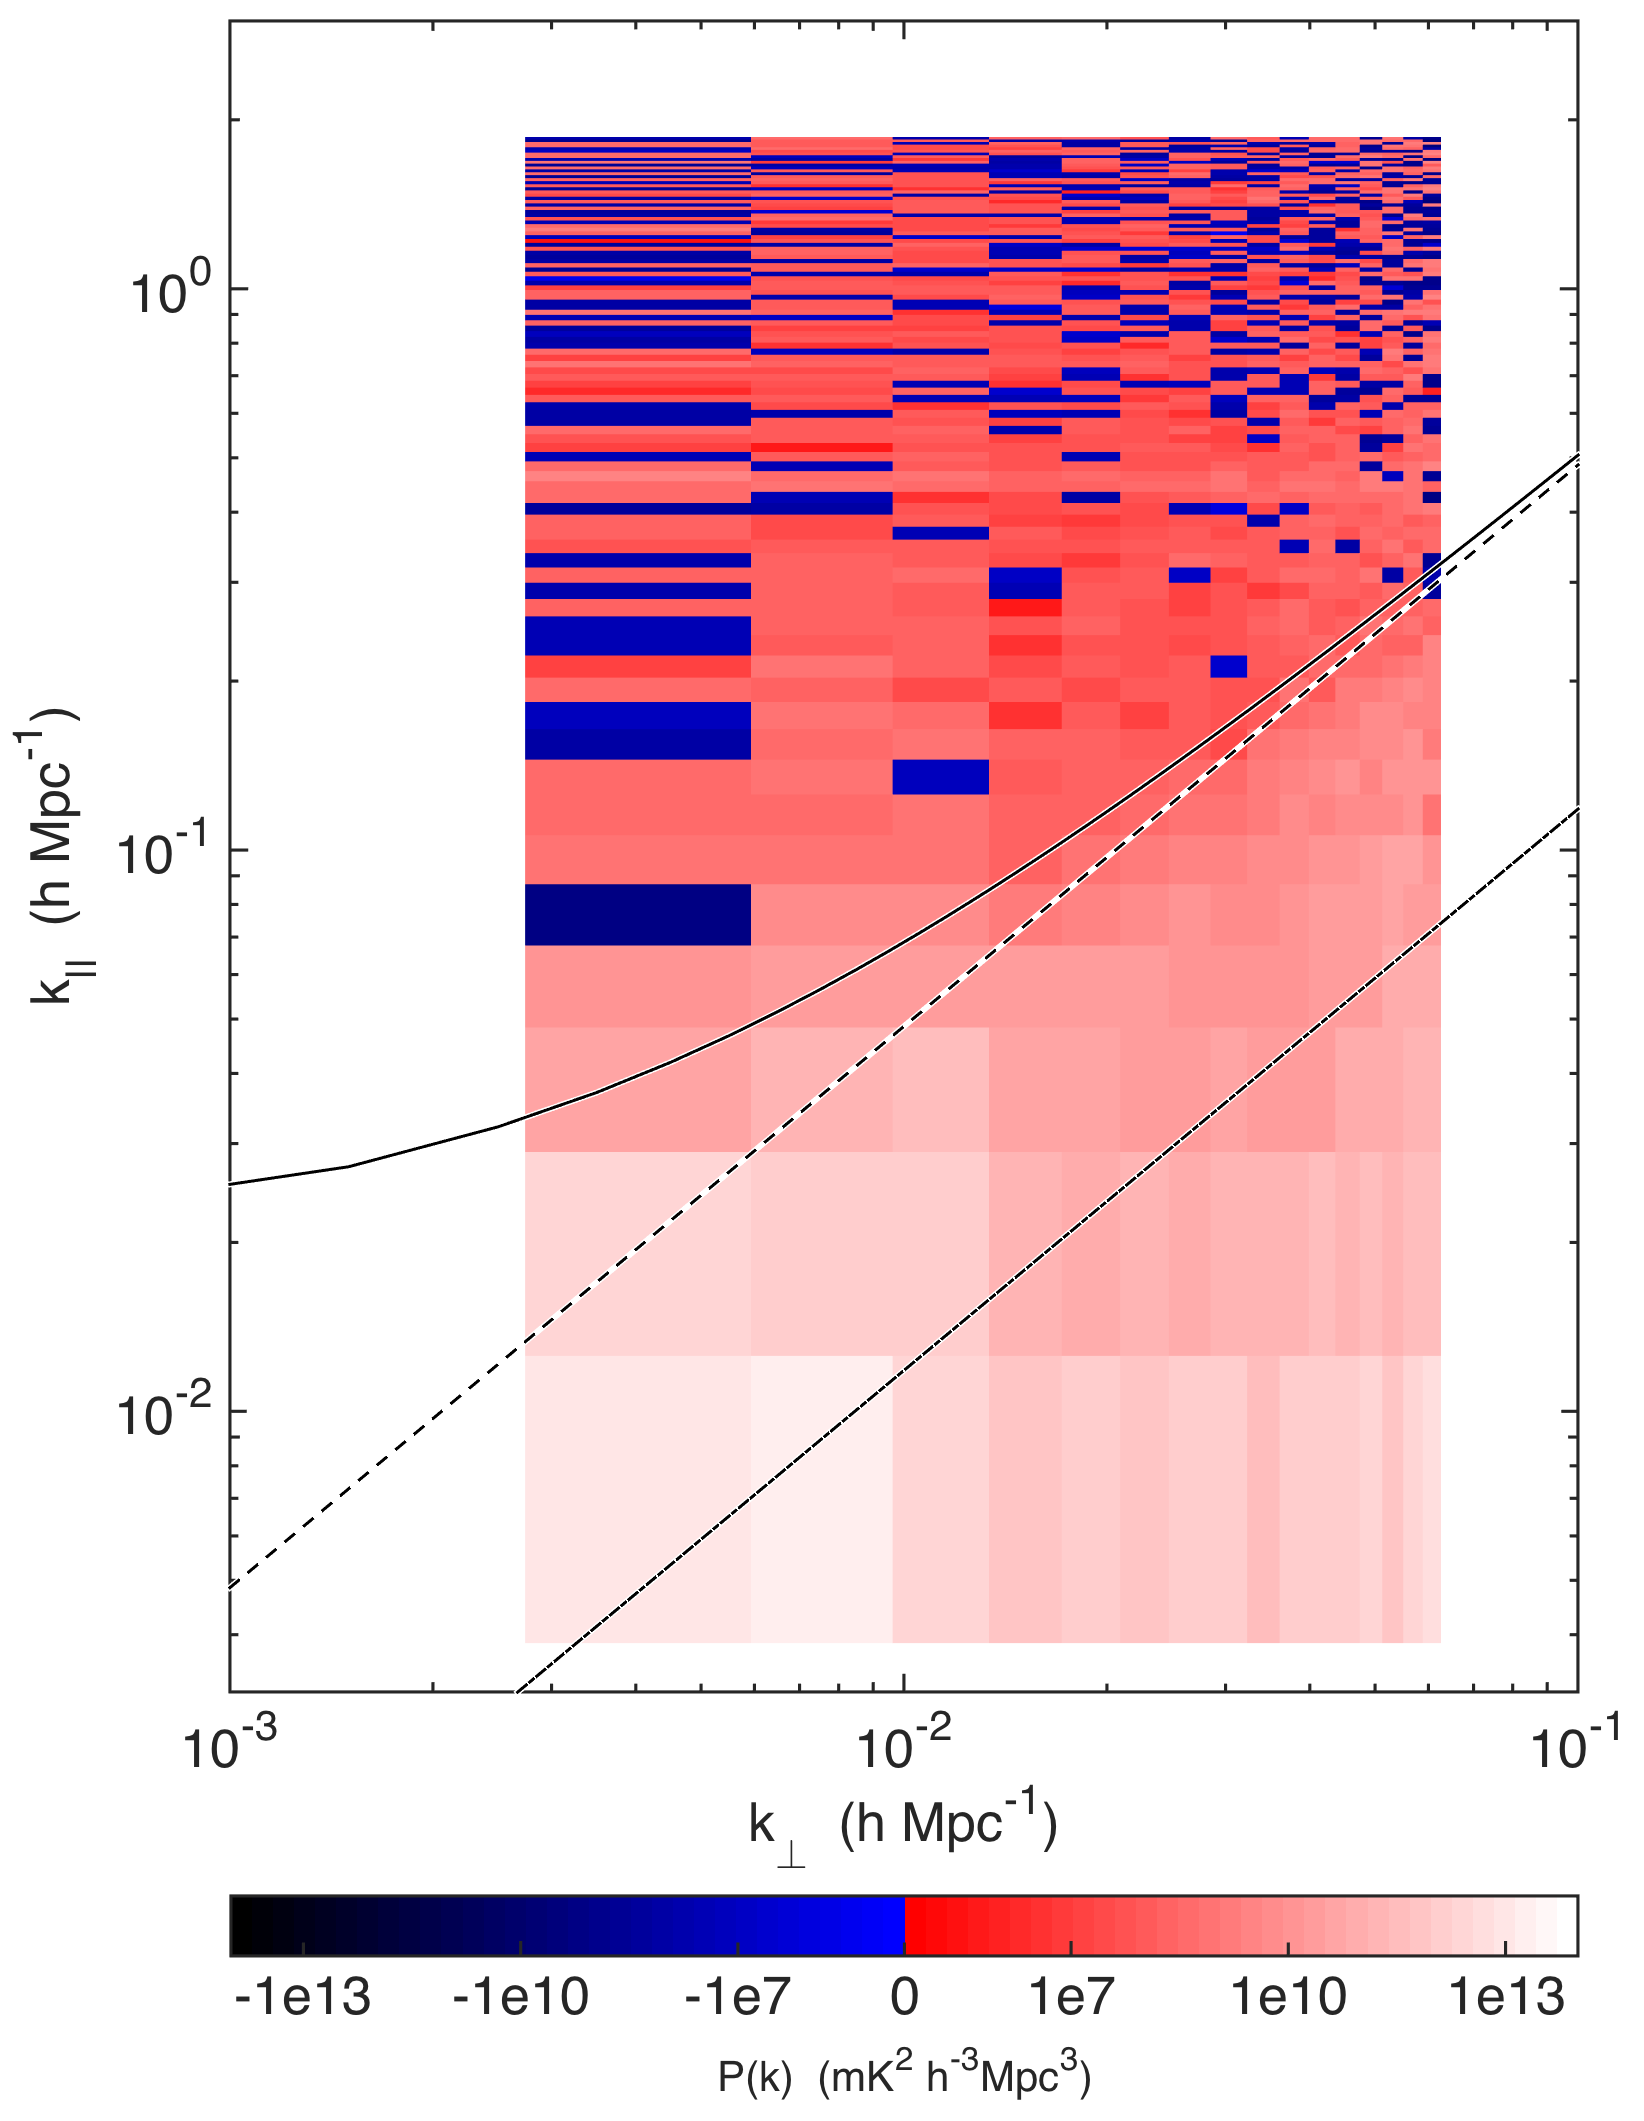 10^0
10^-1
10^-2
k_|| (h Mpc^-1)
10^-3 10^-2 10^-1
k_⊥ (h Mpc^-1)
-1e13 -1e10 -1e7 0 1e7 1e10 1e13
P(k) (mK^2 h^-3Mpc^3)